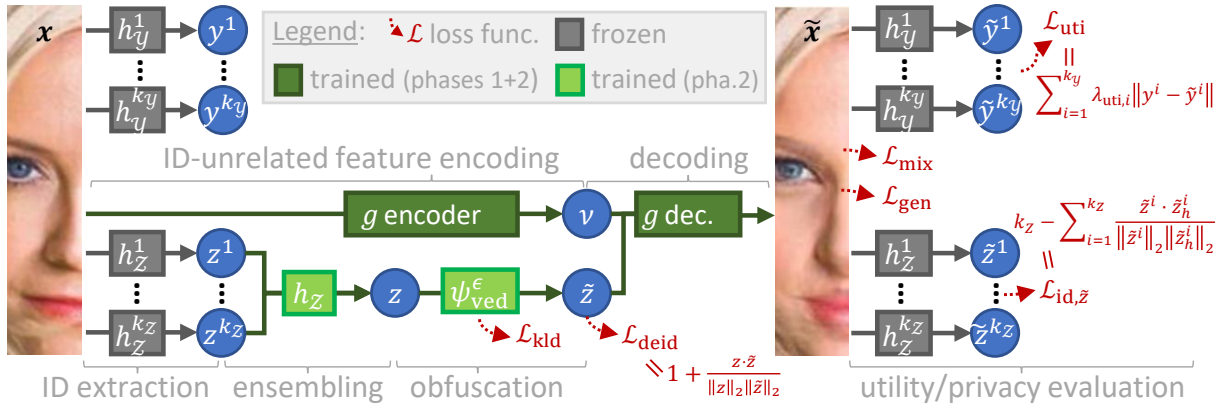 x
h_y^1 y^1
⋮ ⋮
h_y^{k_y} y^{k_y}
Legend: ℒ loss func. frozen
trained (phases 1+2) trained (pha.2)
x̃
h_y^1 ỹ^1
⋮ ⋮
h_y^{k_y} ỹ^{k_y}
ℒ_uti
=
∑_{i=1}^{k_y} λ_{uti,i}‖y^i − ỹ^i‖
ID-unrelated feature encoding decoding
g encoder v g dec.
h_Z^1 z^1
⋮ ⋮
h_Z^{k_Z} z^{k_Z}
h_Z z ψ_ved^ϵ z̃
ℒ_kld ℒ_deid
= 1 + (z·z̃)/(‖z‖_2‖z̃‖_2)
ℒ_mix
ℒ_gen
k_Z − ∑_{i=1}^{k_Z} (z̃^i · z̃_h^i)/(‖z̃^i‖_2‖z̃_h^i‖_2)
=
ℒ_{id,z̃}
h_Z^1 z̃^1
⋮ ⋮
h_Z^{k_Z} z̃^{k_Z}
ID extraction ensembling obfuscation utility/privacy evaluation